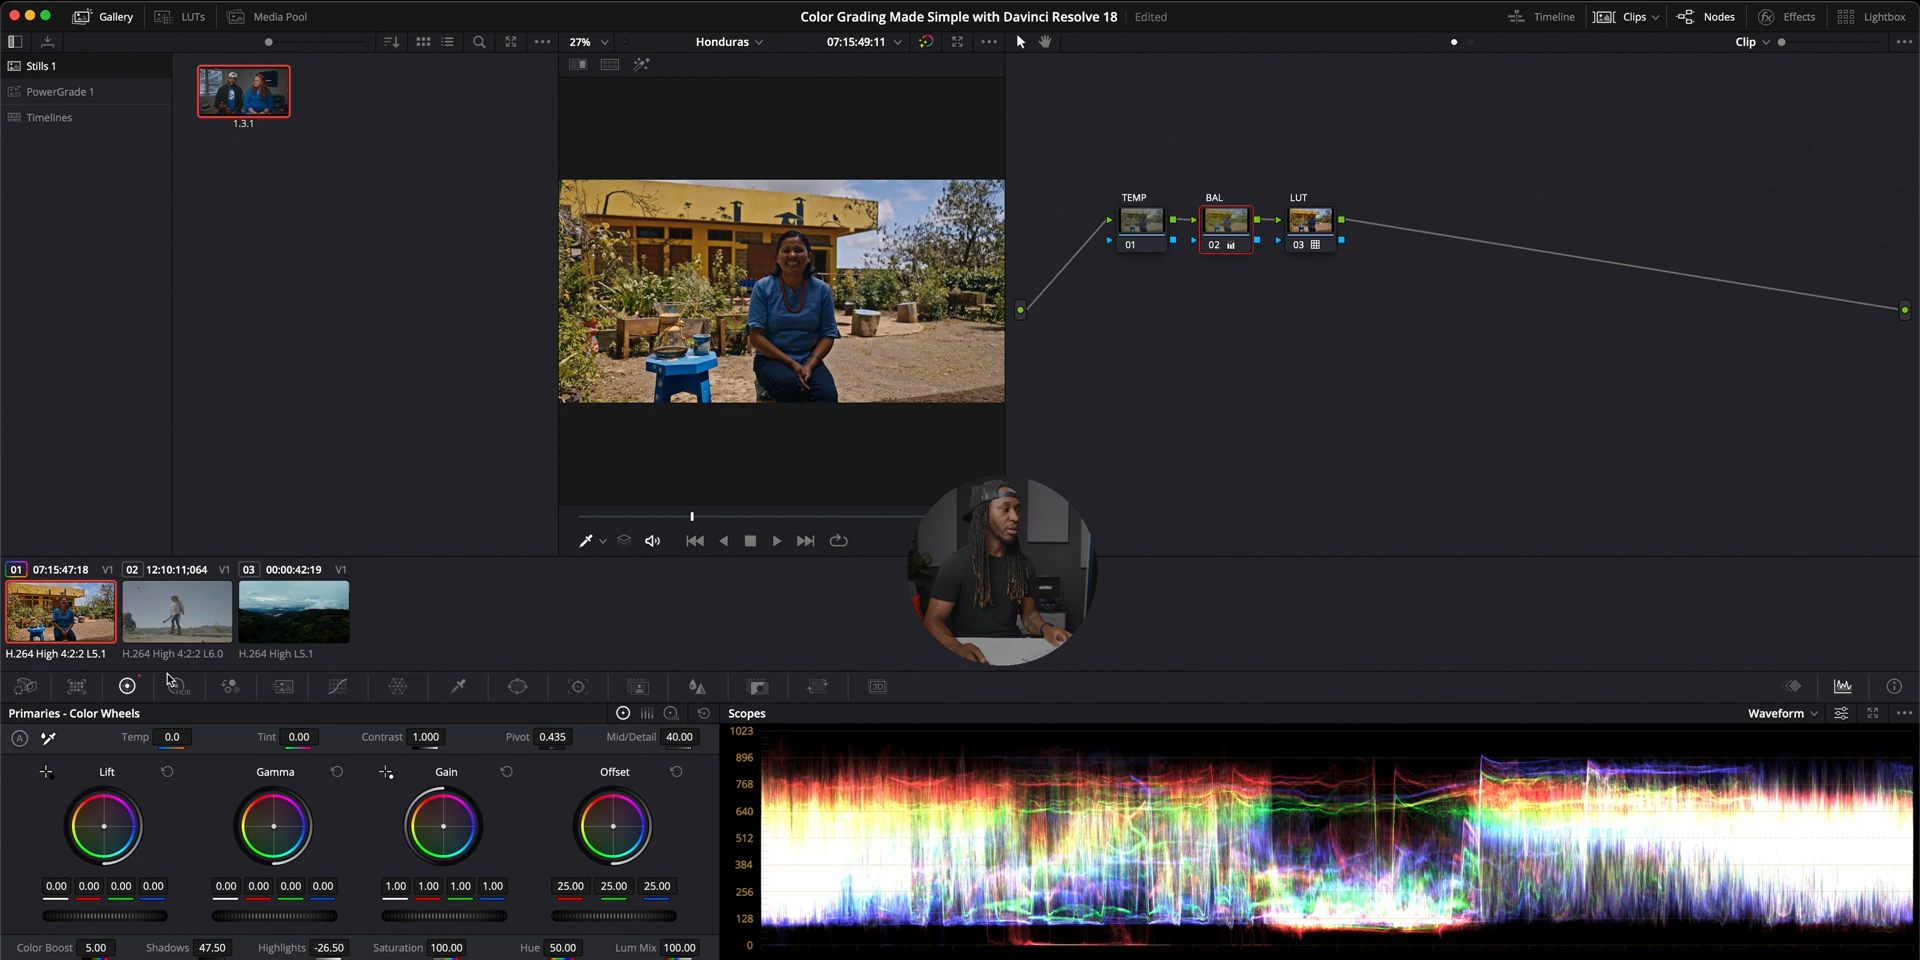 Gallery LUTs Media Pool Color Grading Made Simple with Davinci Resolve 18 Edited Timeline Clips Nodes Effects Lightbox
27% Honduras 07:15:49:11 Clip
Stills 1
PowerGrade 1
Timelines
1.3.1
TEMP BAL LUT
01 02 03
01 07:15:47:18 V1 02 12:10:11;064 V1 03 00:00:42:19 V1
H.264 High 4:2:2 L5.1 H.264 High 4:2:2 L6.0 H.264 High L5.1
HDR 3D
Primaries - Color Wheels LOG
A Temp 0.0 Tint 0.00 Contrast 1.000 Pivot 0.435 Mid/Detail 40.00
Lift Gamma Gain Offset
0.00 0.00 0.00 0.00 0.00 0.00 0.00 0.00 1.00 1.00 1.00 1.00 25.00 25.00 25.00
Color Boost 5.00 Shadows 47.50 Highlights -26.50 Saturation 100.00 Hue 50.00 Lum Mix 100.00
Scopes Waveform
1023
896
768
640
512
384
256
128
0